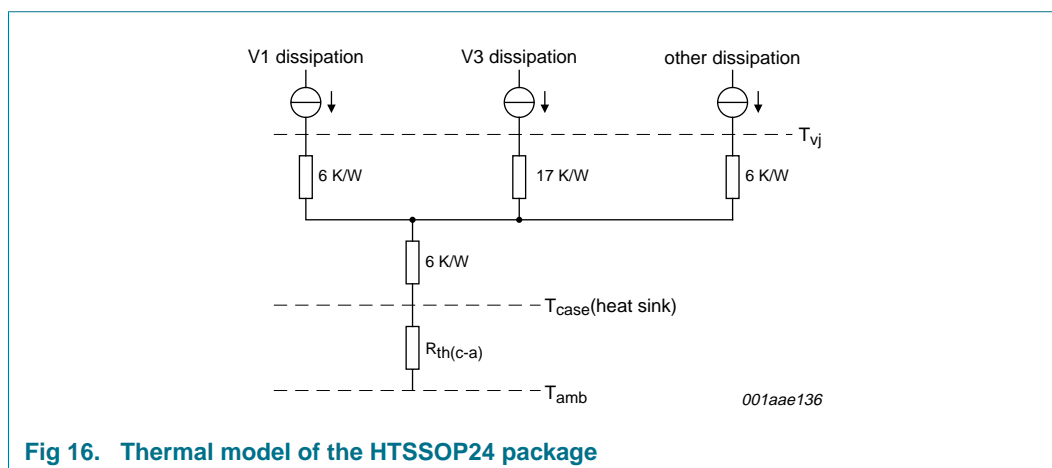 V1 dissipation
V3 dissipation
other dissipation
Tvj
6 K/W
17 K/W
6 K/W
6 K/W
Tcase(heat sink)
Rth(c-a)
Tamb
001aae136
Fig 16. Thermal model of the HTSSOP24 package